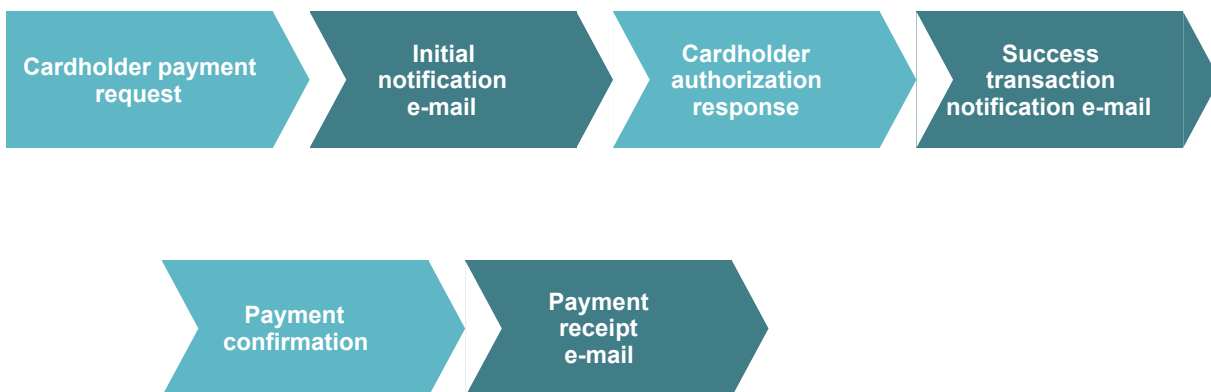 Cardholder payment
request
Initial
notification
e-mail
Cardholder
authorization
response
Success
transaction
notification e-mail
Payment
confirmation
Payment
receipt
e-mail